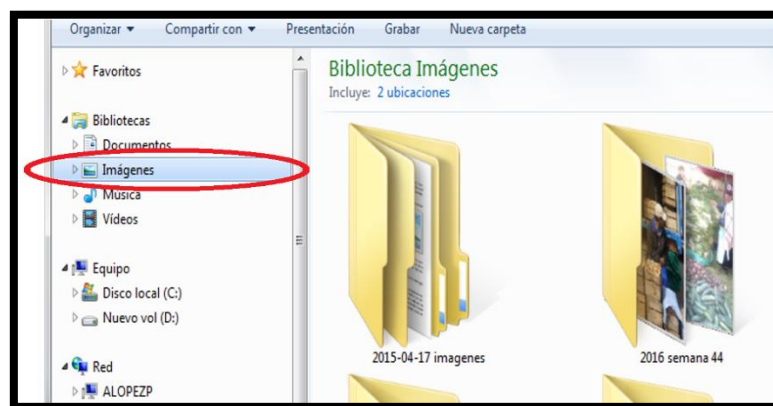 Organizar Compartir con Presentación Grabar Nueva carpeta
Favoritos
Bibliotecas
Documentos
Imágenes
Música
Vídeos
Equipo
Disco local (C:)
Nuevo vol (D:)
Red
ALOPEZP
Biblioteca Imágenes
Incluye: 2 ubicaciones
2015-04-17 imagenes
2016 semana 44